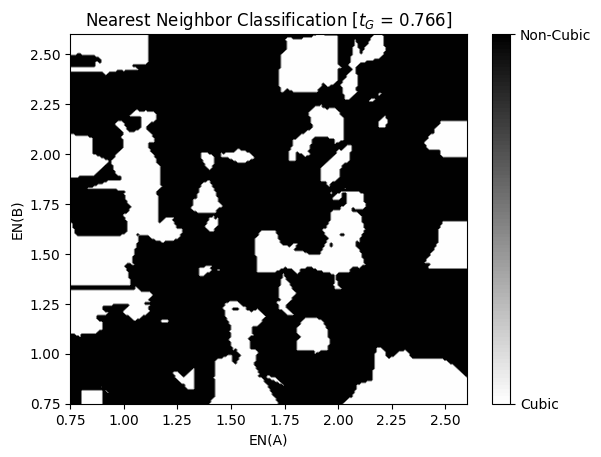 Nearest Neighbor Classification [$t_G$ = 0.766]
Non-Cubic
2.50
2.25
2.00
1.75
1.50
1.25
1.00
0.75
EN(B)
Cubic
0.75 1.00 1.25 1.50 1.75 2.00 2.25 2.50
EN(A)